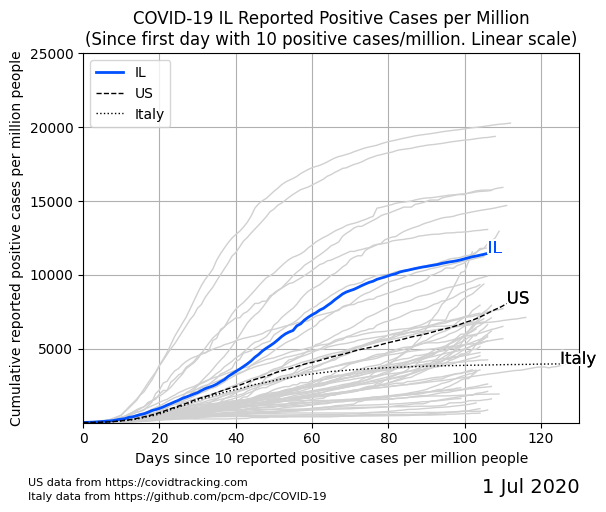 COVID-19 IL Reported Positive Cases per Million
(Since first day with 10 positive cases/million. Linear scale)
Cumulative reported positive cases per million people
25000
20000
15000
10000
5000
IL
US
Italy
IL
US
Italy
0 20 40 60 80 100 120
Days since 10 reported positive cases per million people
US data from https://covidtracking.com
Italy data from https://github.com/pcm-dpc/COVID-19
1 Jul 2020